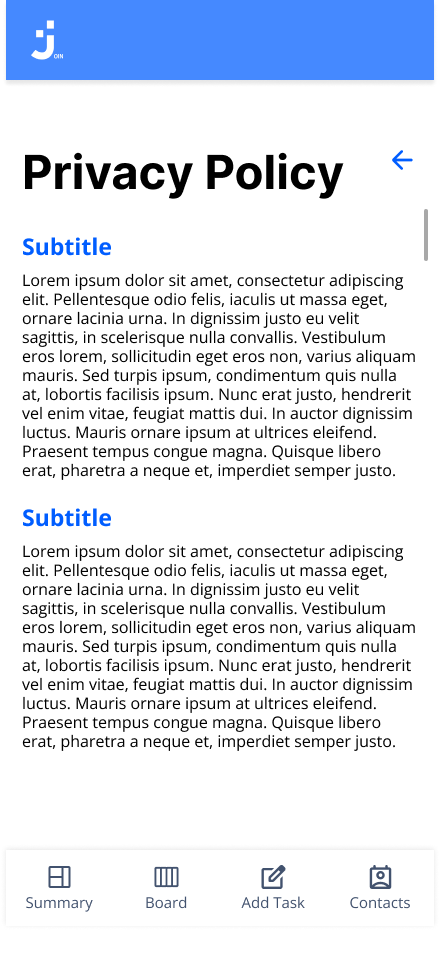 JOIN
Privacy Policy
Subtitle
Lorem ipsum dolor sit amet, consectetur adipiscing
elit. Pellentesque odio felis, iaculis ut massa eget,
ornare lacinia urna. In dignissim justo eu velit
sagittis, in scelerisque nulla convallis. Vestibulum
eros lorem, sollicitudin eget eros non, varius aliquam
mauris. Sed turpis ipsum, condimentum quis nulla
at, lobortis facilisis ipsum. Nunc erat justo, hendrerit
vel enim vitae, feugiat mattis dui. In auctor dignissim
luctus. Mauris ornare ipsum at ultrices eleifend.
Praesent tempus congue magna. Quisque libero
erat, pharetra a neque et, imperdiet semper justo.
Subtitle
Lorem ipsum dolor sit amet, consectetur adipiscing
elit. Pellentesque odio felis, iaculis ut massa eget,
ornare lacinia urna. In dignissim justo eu velit
sagittis, in scelerisque nulla convallis. Vestibulum
eros lorem, sollicitudin eget eros non, varius aliquam
mauris. Sed turpis ipsum, condimentum quis nulla
at, lobortis facilisis ipsum. Nunc erat justo, hendrerit
vel enim vitae, feugiat mattis dui. In auctor dignissim
luctus. Mauris ornare ipsum at ultrices eleifend.
Praesent tempus congue magna. Quisque libero
erat, pharetra a neque et, imperdiet semper justo.
Summary Board Add Task Contacts